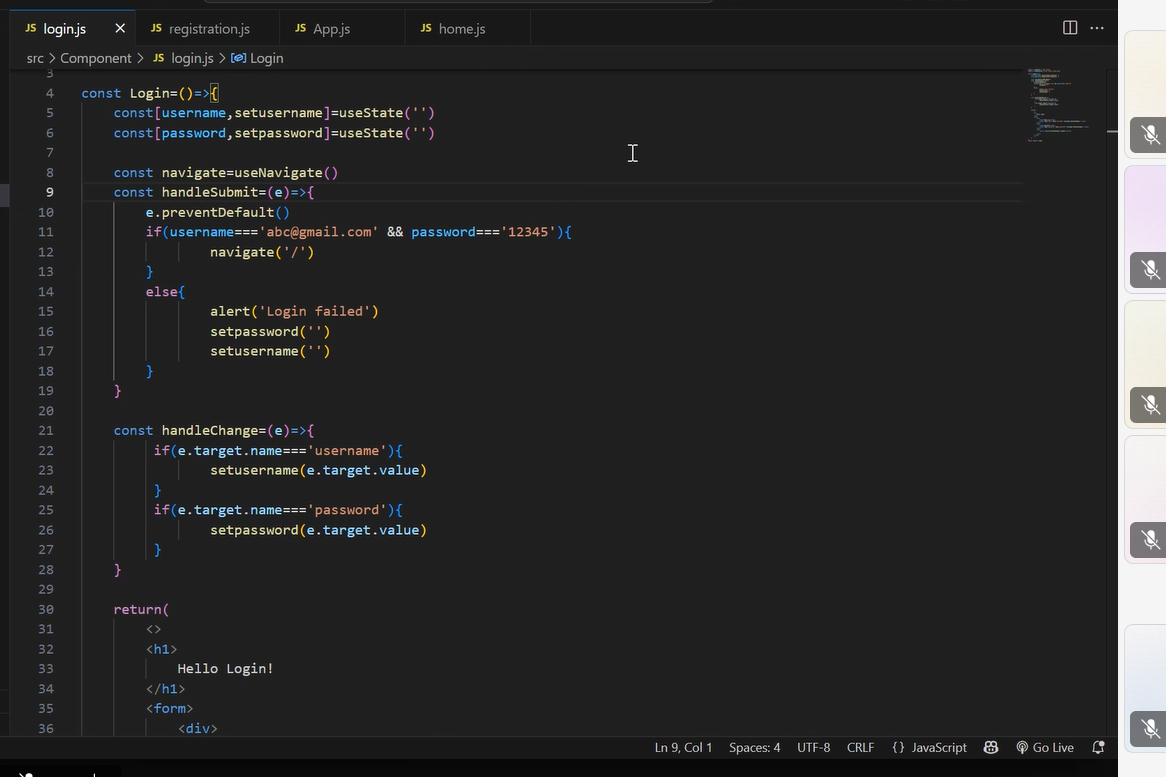 JS login.js × JS registration.js JS App.js JS home.js ···
src > Component > JS login.js > Login
3
4 const Login=()=>{
5 const[username,setusername]=useState('')
6 const[password,setpassword]=useState('')
7
8 const navigate=useNavigate()
9 const handleSubmit=(e)=>{
10 e.preventDefault()
11 if(username==='abc@gmail.com' && password==='12345'){
12 navigate('/')
13 }
14 else{
15 alert('Login failed')
16 setpassword('')
17 setusername('')
18 }
19 }
20
21 const handleChange=(e)=>{
22 if(e.target.name==='username'){
23 setusername(e.target.value)
24 }
25 if(e.target.name==='password'){
26 setpassword(e.target.value)
27 }
28 }
29
30 return(
31 <>
32 <h1>
33 Hello Login!
34 </h1>
35 <form>
36 <div>
Ln 9, Col 1 Spaces: 4 UTF-8 CRLF {} JavaScript Go Live